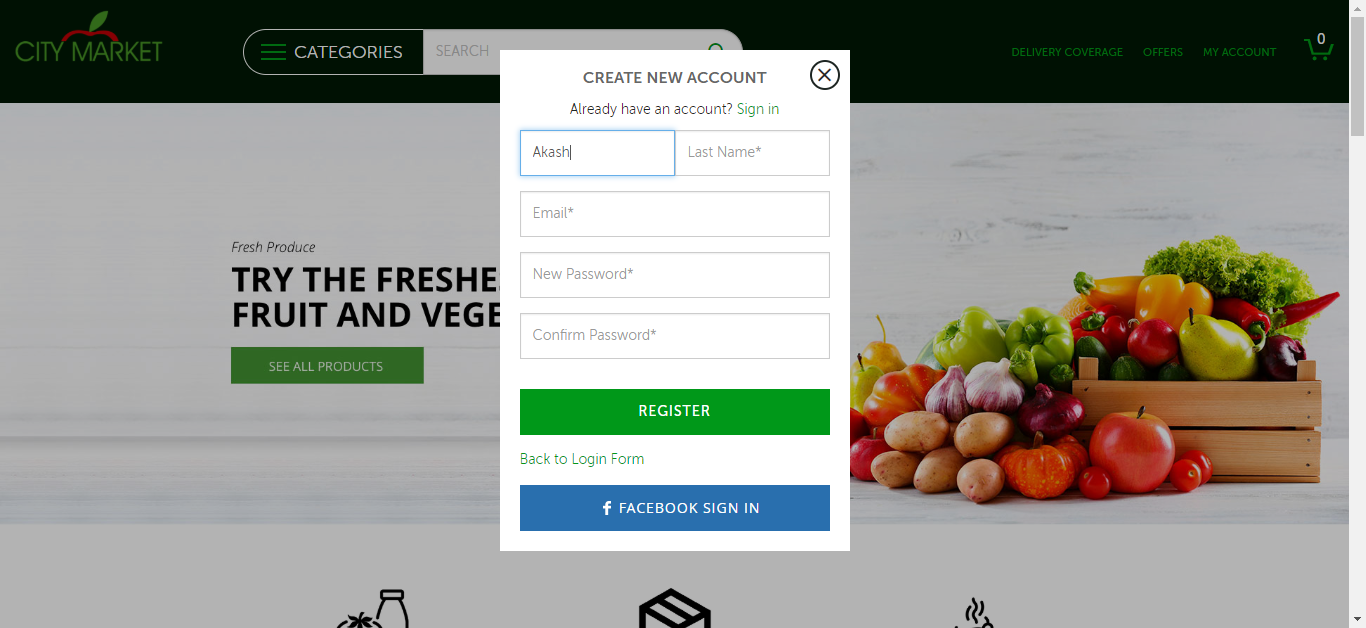 CITY MARKET
CATEGORIES
SEARCH
DELIVERY COVERAGE
OFFERS
MY ACCOUNT
0
CREATE NEW ACCOUNT
Already have an account? Sign in
Akash
Last Name*
Email*
New Password*
Confirm Password*
REGISTER
Back to Login Form
FACEBOOK SIGN IN
Fresh Produce
TRY THE FRESHE
FRUIT AND VEGE
SEE ALL PRODUCTS